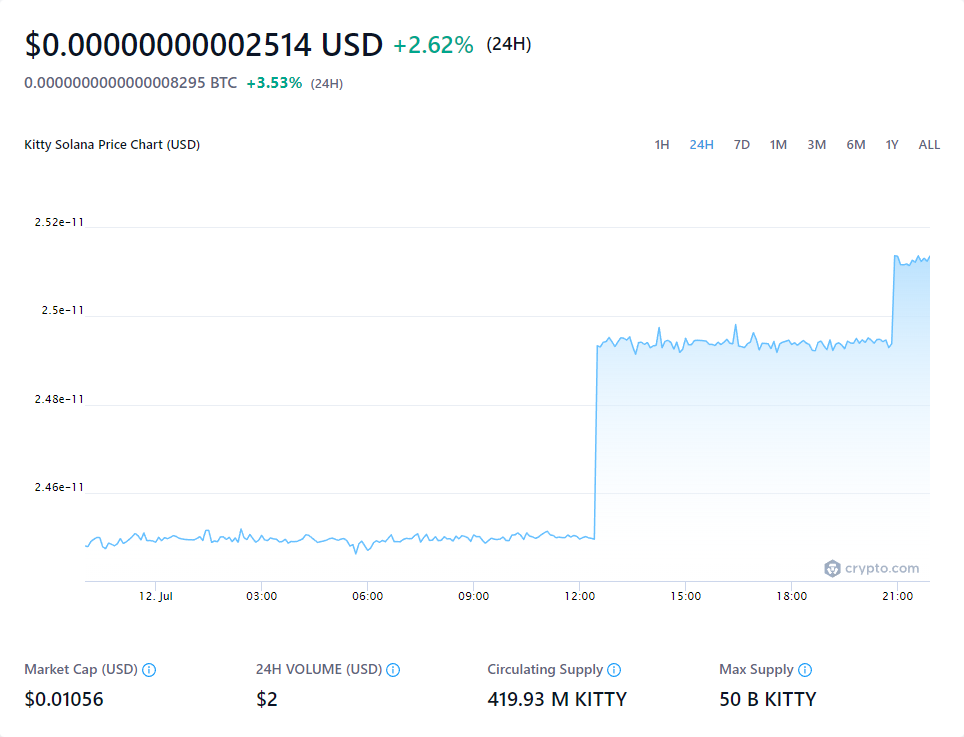 $0.00000000002514 USD +2.62% (24H)
0.0000000000000008295 BTC +3.53% (24H)
Kitty Solana Price Chart (USD) 1H 24H 7D 1M 3M 6M 1Y ALL
2.52e-11
2.5e-11
2.48e-11
2.46e-11
crypto.com
12. Jul 03:00 06:00 09:00 12:00 15:00 18:00 21:00
Market Cap (USD) 24H VOLUME (USD) Circulating Supply Max Supply
$0.01056 $2 419.93 M KITTY 50 B KITTY